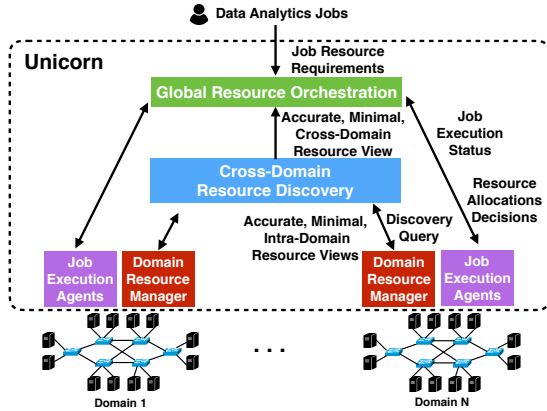 Data Analytics Jobs
Unicorn
Job Resource
Requirements
Global Resource Orchestration
Accurate, Minimal,
Cross-Domain
Resource View
Job
Execution
Status
Cross-Domain
Resource Discovery
Resource
Allocations
Decisions
Accurate, Minimal,
Intra-Domain
Resource Views
Discovery
Query
Job
Execution
Agents
Domain
Resource
Manager
Domain
Resource
Manager
Job
Execution
Agents
. . .
Domain 1
Domain N